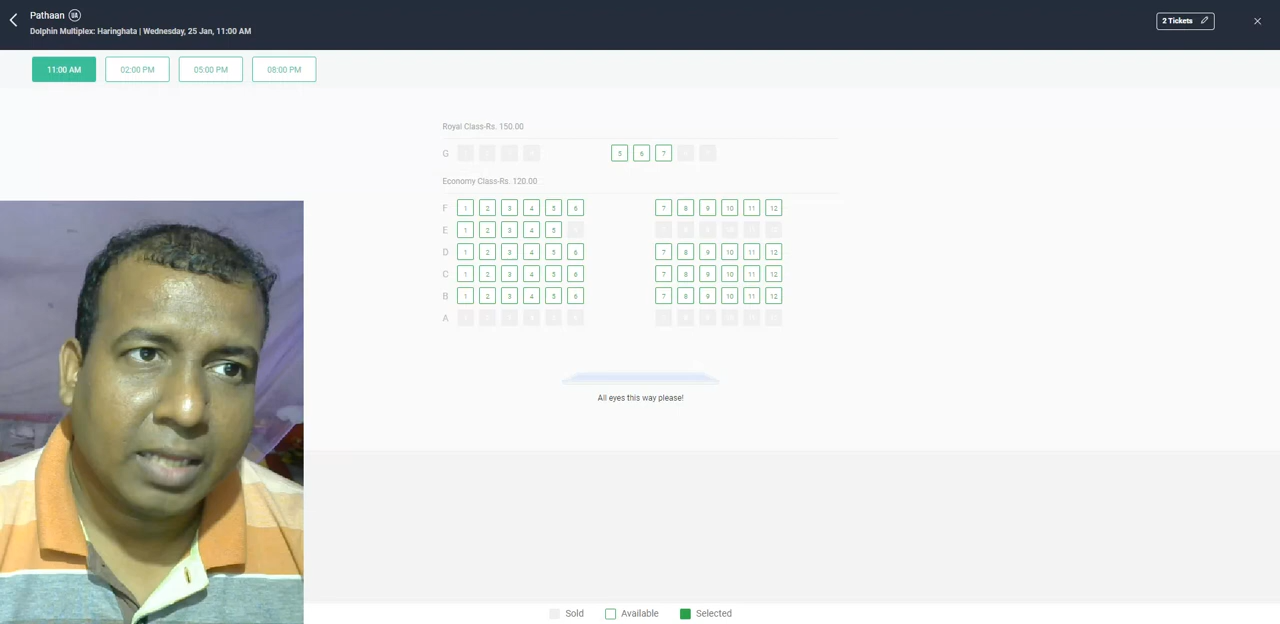 Pathaan UA
Dolphin Multiplex: Haringhata | Wednesday, 25 Jan, 11:00 AM
2 Tickets
11:00 AM 02:00 PM 05:00 PM 08:00 PM
Royal Class-Rs. 150.00
G 5 6 7
Economy Class-Rs. 120.00
F 1 2 3 4 5 6 7 8 9 10 11 12
E 1 2 3 4 5
D 1 2 3 4 5 6 7 8 9 10 11 12
C 1 2 3 4 5 6 7 8 9 10 11 12
B 1 2 3 4 5 6 7 8 9 10 11 12
A
All eyes this way please!
Sold Available Selected